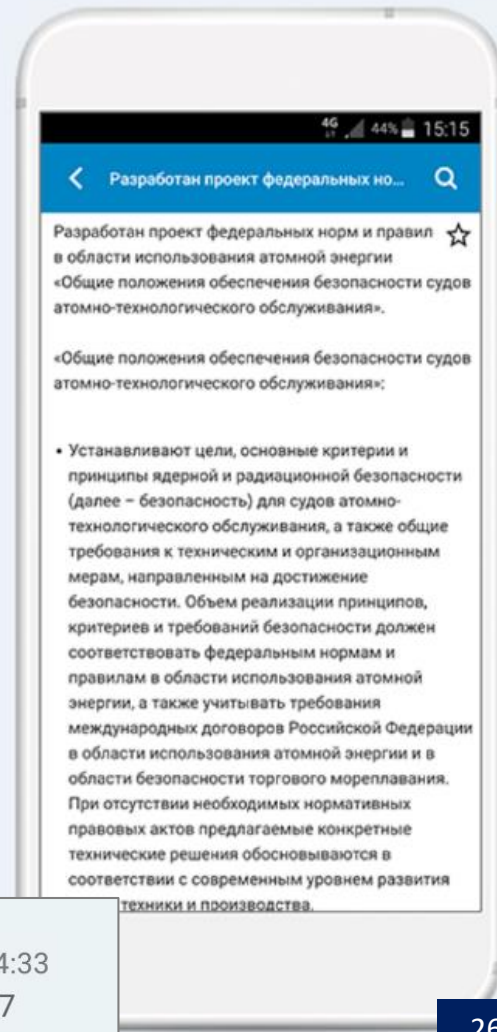 4G 44% 15:15
Разработан проект федеральных но...
Разработан проект федеральных норм и правил
в области использования атомной энергии
«Общие положения обеспечения безопасности судов
атомно-технологического обслуживания».
«Общие положения обеспечения безопасности судов
атомно-технологического обслуживания»:
• Устанавливают цели, основные критерии и
принципы ядерной и радиационной безопасности
(далее – безопасность) для судов атомно-
технологического обслуживания, а также общие
требования к техническим и организационным
мерам, направленным на достижение
безопасности. Объем реализации принципов,
критериев и требований безопасности должен
соответствовать федеральным нормам и
правилам в области использования атомной
энергии, а также учитывать требования
международных договоров Российской Федерации
в области использования атомной энергии и в
области безопасности торгового мореплавания.
При отсутствии необходимых нормативных
правовых актов предлагаемые конкретные
технические решения обосновываются в
соответствии с современным уровнем развития
техники и производства.
4:33
7
26